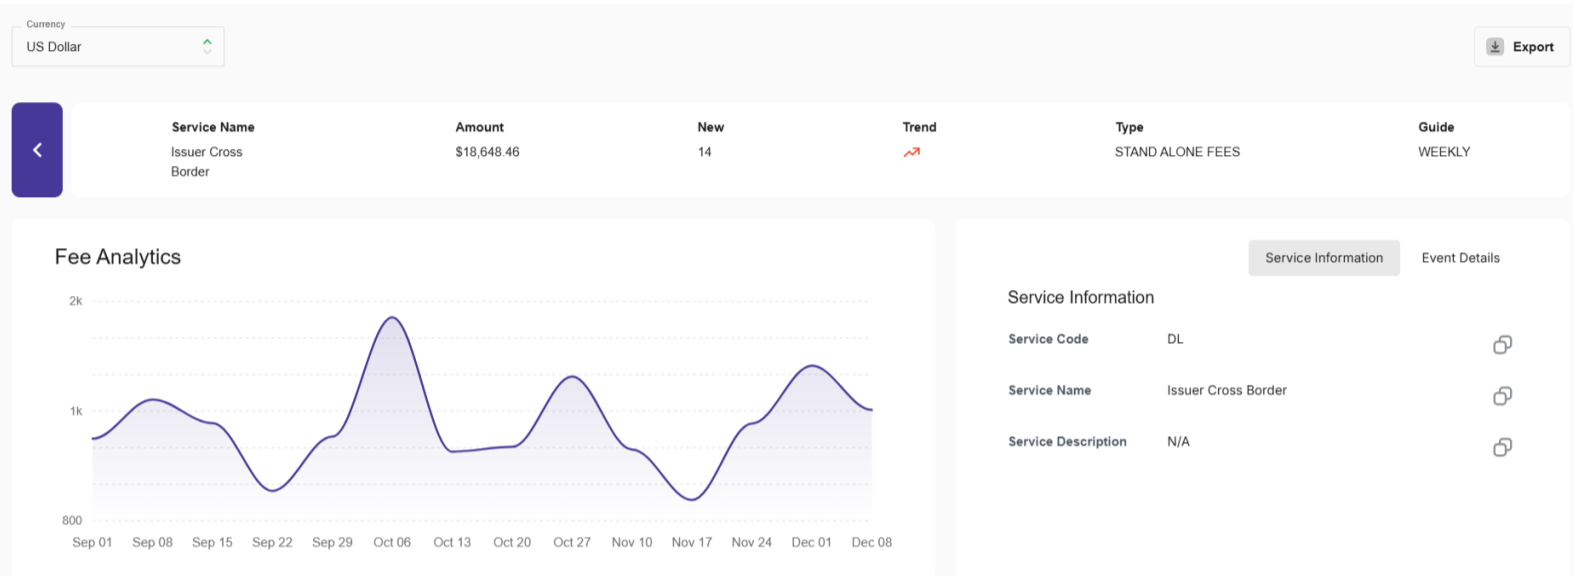 Currency
US Dollar
Export
Service Name
Amount
New
Trend
Type
Guide
Issuer Cross
Border
$18,648.46
14
STAND ALONE FEES
WEEKLY
Fee Analytics
2k
1k
800
Sep 01
Sep 08
Sep 15
Sep 22
Sep 29
Oct 06
Oct 13
Oct 20
Oct 27
Nov 10
Nov 17
Nov 24
Dec 01
Dec 08
Service Information
Event Details
Service Information
Service Code
DL
Service Name
Issuer Cross Border
Service Description
N/A